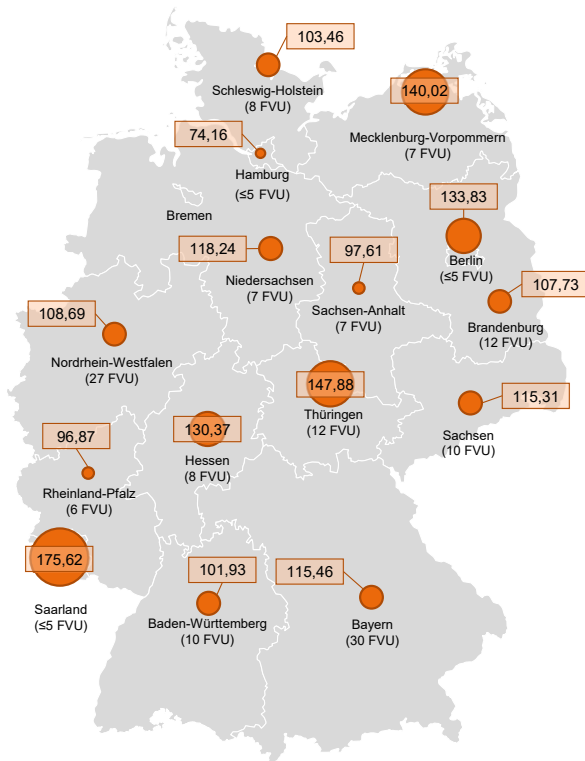 103,46
Schleswig-Holstein
(8 FVU)
140,02
Mecklenburg-Vorpommern
(7 FVU)
74,16
Hamburg
(≤5 FVU)
Bremen
133,83
Berlin
(≤5 FVU)
118,24
Niedersachsen
(7 FVU)
97,61
Sachsen-Anhalt
(7 FVU)
107,73
Brandenburg
(12 FVU)
108,69
Nordrhein-Westfalen
(27 FVU)
147,88
Thüringen
(12 FVU)
115,31
Sachsen
(10 FVU)
130,37
Hessen
(8 FVU)
96,87
Rheinland-Pfalz
(6 FVU)
175,62
Saarland
(≤5 FVU)
101,93
Baden-Württemberg
(10 FVU)
115,46
Bayern
(30 FVU)